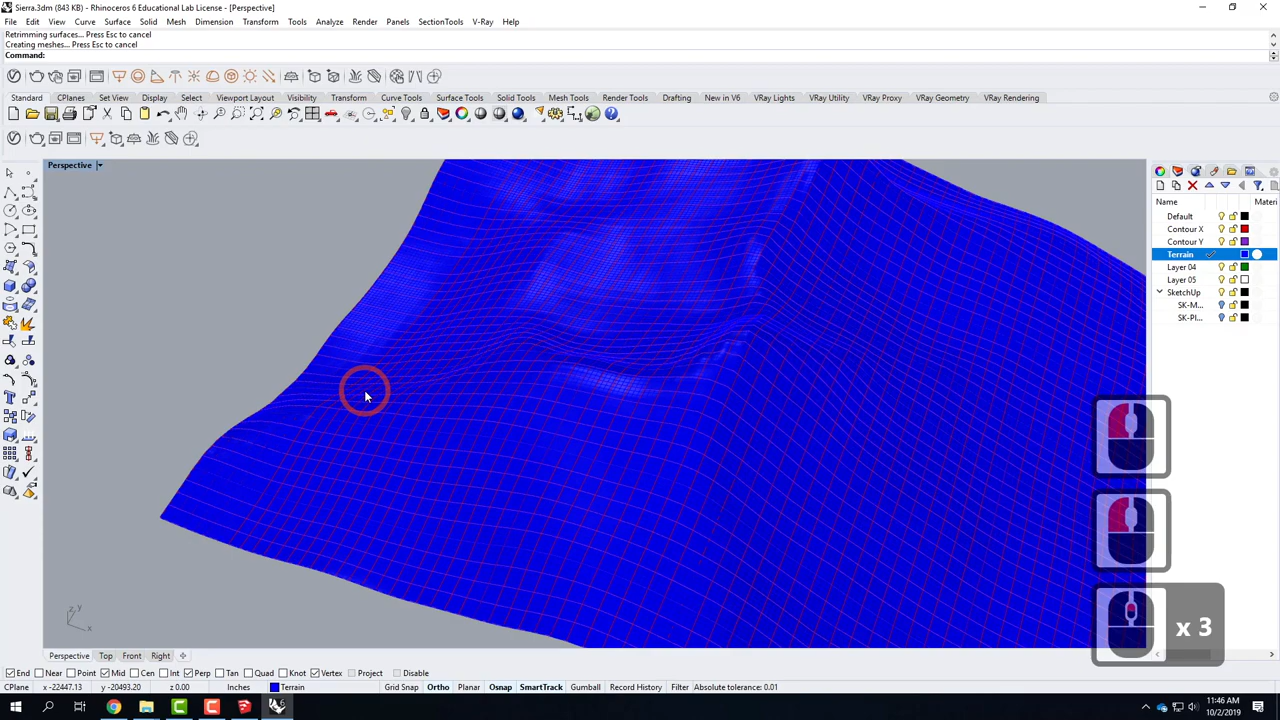 Sierra.3dm (843 KB) - Rhinoceros 6 Educational Lab License - [Perspective]
File Edit View Curve Surface Solid Mesh Dimension Transform Tools Analyze Render Panels SectionTools V-Ray Help
Retrimming surfaces... Press Esc to cancel
Creating meshes... Press Esc to cancel
Command:
Standard CPlanes Set View Display Select Viewport Layout Visibility Transform Curve Tools Surface Tools Solid Tools Mesh Tools Render Tools Drafting New in V6 VRay Lights VRay Utility VRay Proxy VRay Geometry VRay Rendering
Perspective
Name Materi
Default
Contour X
Contour Y
Terrain
Layer 04
Layer 05
SketchUp
SK-M...
SK-Pl...
x 3
z y x
Perspective Top Front Right
End Near Point Mid Cen Int Perp Tan Quad Knot Vertex Project Disable
CPlane x -22447.13 y -20493.20 z 0.00 Inches Terrain Grid Snap Ortho Planar Osnap SmartTrack Gumball Record History Filter Absolute tolerance: 0.01
11:46 AM
10/2/2019